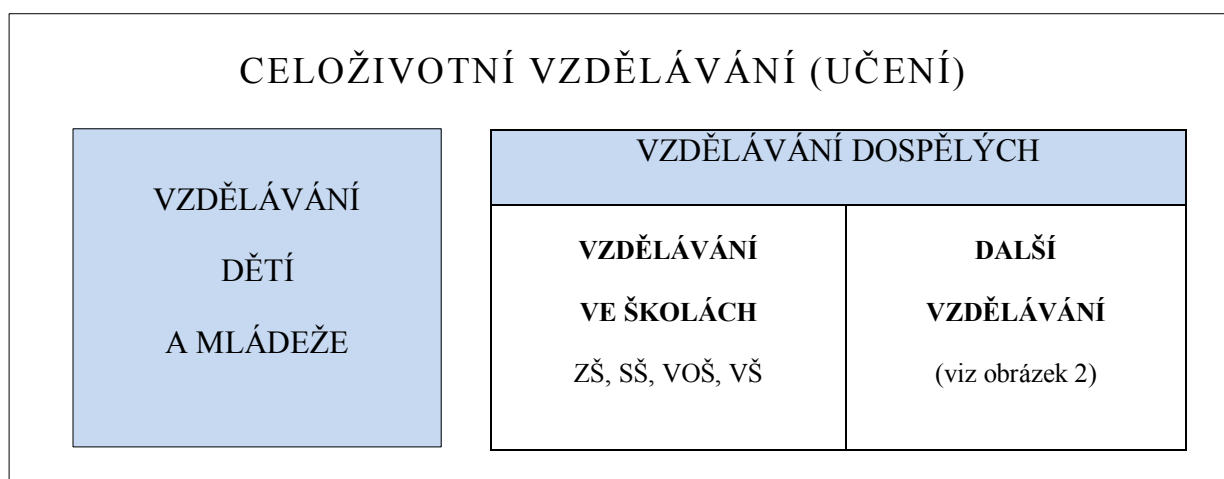 CELOŽIVOTNÍ VZDĚLÁVÁNÍ (UČENÍ)
VZDĚLÁVÁNÍ
DĚTÍ
A MLÁDEŽE
VZDĚLÁVÁNÍ DOSPĚLÝCH
VZDĚLÁVÁNÍ
VE ŠKOLÁCH
ZŠ, SŠ, VOŠ, VŠ
DALŠÍ
VZDĚLÁVÁNÍ
(viz obrázek 2)